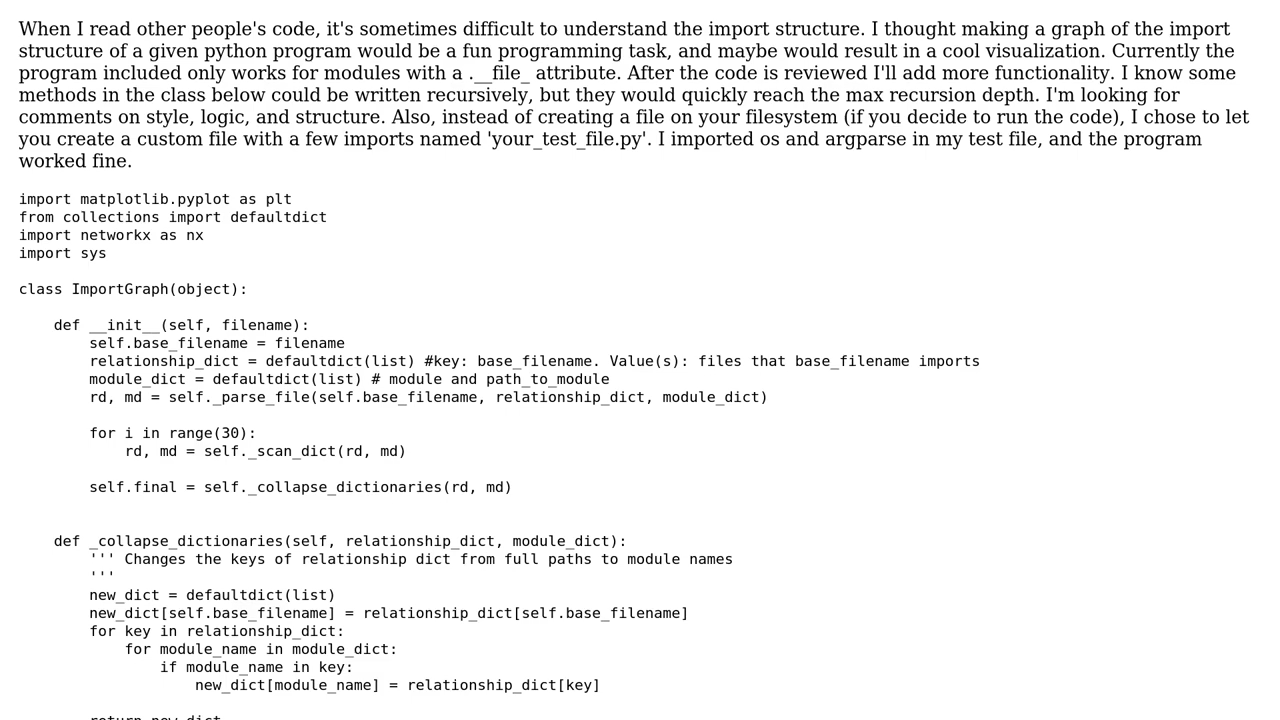 When I read other people's code, it's sometimes difficult to understand the import structure. I thought making a graph of the import
structure of a given python program would be a fun programming task, and maybe would result in a cool visualization. Currently the
program included only works for modules with a .__file_ attribute. After the code is reviewed I'll add more functionality. I know some
methods in the class below could be written recursively, but they would quickly reach the max recursion depth. I'm looking for
comments on style, logic, and structure. Also, instead of creating a file on your filesystem (if you decide to run the code), I chose to let
you create a custom file with a few imports named 'your_test_file.py'. I imported os and argparse in my test file, and the program
worked fine.
import matplotlib.pyplot as plt
from collections import defaultdict
import networkx as nx
import sys
class ImportGraph(object):
    def __init__(self, filename):
        self.base_filename = filename
        relationship_dict = defaultdict(list) #key: base_filename. Value(s): files that base_filename imports
        module_dict = defaultdict(list) # module and path_to_module
        rd, md = self._parse_file(self.base_filename, relationship_dict, module_dict)
        for i in range(30):
            rd, md = self._scan_dict(rd, md)
        self.final = self._collapse_dictionaries(rd, md)
    def _collapse_dictionaries(self, relationship_dict, module_dict):
        ''' Changes the keys of relationship dict from full paths to module names
        '''
        new_dict = defaultdict(list)
        new_dict[self.base_filename] = relationship_dict[self.base_filename]
        for key in relationship_dict:
            for module_name in module_dict:
                if module_name in key:
                    new_dict[module_name] = relationship_dict[key]
        return new_dict